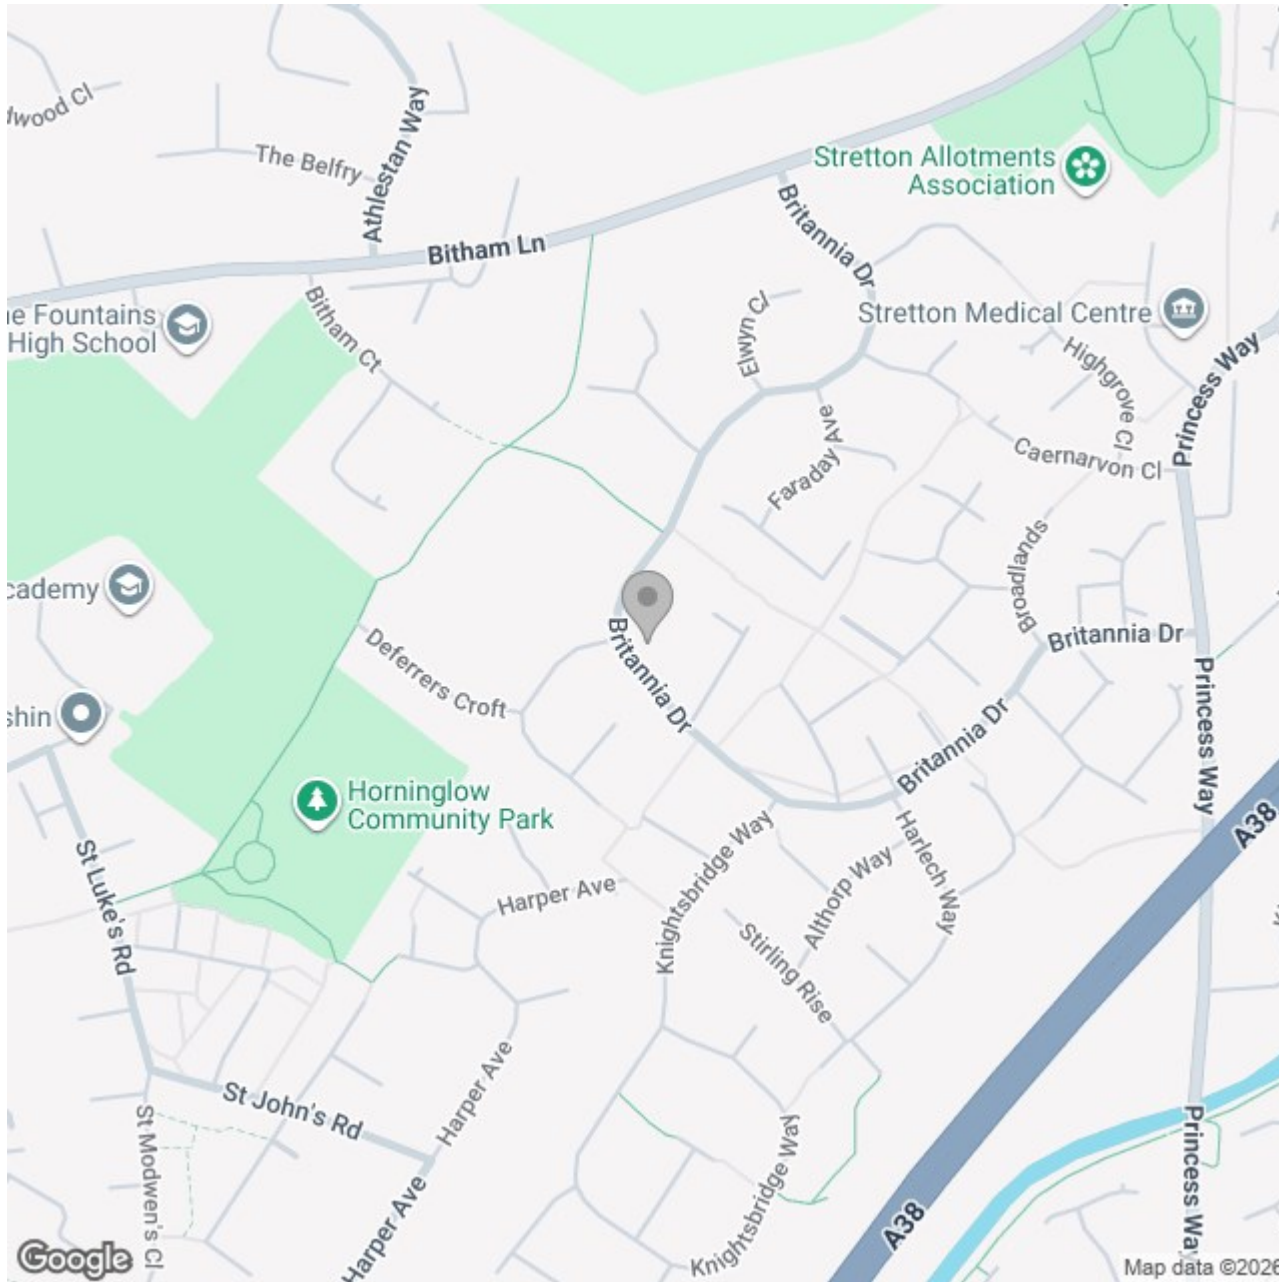 dwood Cl
The Belfry
Athlestan Way
Bitham Ln
Stretton Allotments
Association
Britannia Dr
Elwyn Cl
Stretton Medical Centre
e Fountains
High School
Bitham Ct
Highgrove Cl
Princess Way
Faraday Ave
Caernarvon Cl
Broadlands
cademy
Britannia Dr
Britannia Dr
Deferrers Croft
shin
Britannia Dr
Princess Way
Horninglow
Community Park
A38
Knightsbridge Way
Harlech Way
Althorp Way
St Luke's Rd
Harper Ave
Stirling Rise
St John's Rd
Harper Ave
St Modwen's Cl
Knightsbridge Way
Princess Way
Harper Ave
A38
Google
Map data ©2026